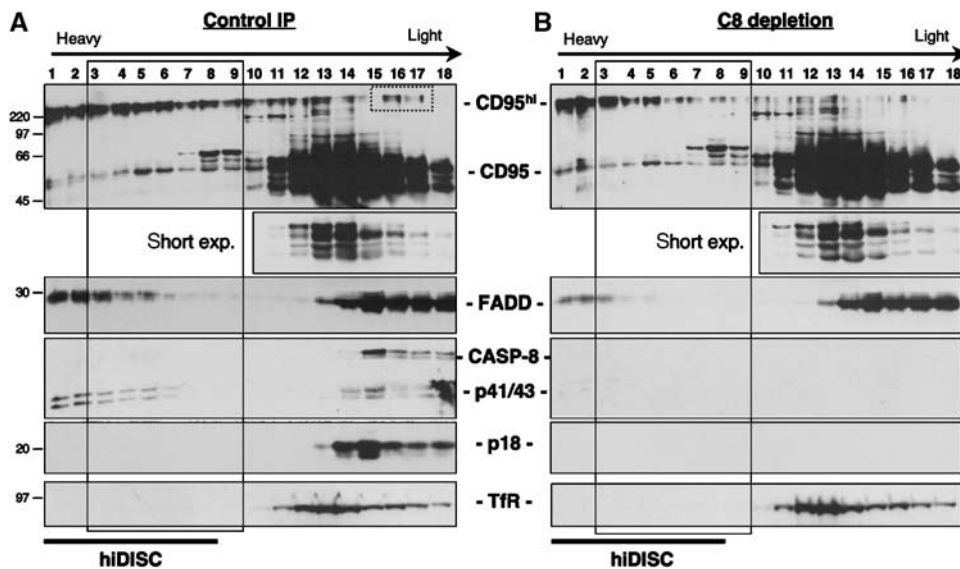 A Control IP B C8 depletion
Heavy Light Heavy Light
1 2 3 4 5 6 7 8 9 10 11 12 13 14 15 16 17 18 1 2 3 4 5 6 7 8 9 10 11 12 13 14 15 16 17 18
- CD95hi -
220
97
66
- CD95 -
45
Short exp. Short exp.
30
- FADD -
- CASP-8 -
- p41/43 -
20 - p18 -
97
- TfR -
hiDISC hiDISC